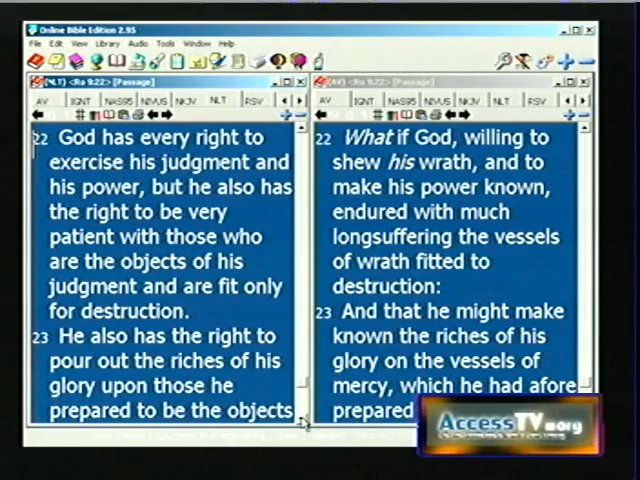 Online Bible Edition 2.95
File Edit View Library Audio Tools Window Help
(NLT) <Ro 9:22> [Passage]
AV IGNT NAS95 NIVUS NKJV NLT RSV
22 God has every right to
exercise his judgment and
his power, but he also has
the right to be very
patient with those who
are the objects of his
judgment and are fit only
for destruction.
23 He also has the right to
pour out the riches of his
glory upon those he
prepared to be the objects
(AV) <Ro 9:22> [Passage]
AV IGNT NAS95 NIVUS NKJV NLT RSV
22 What if God, willing to
shew his wrath, and to
make his power known,
endured with much
longsuffering the vessels
of wrath fitted to
destruction:
23 And that he might make
known the riches of his
glory on the vessels of
mercy, which he had afore
prepared
AccessTV.org